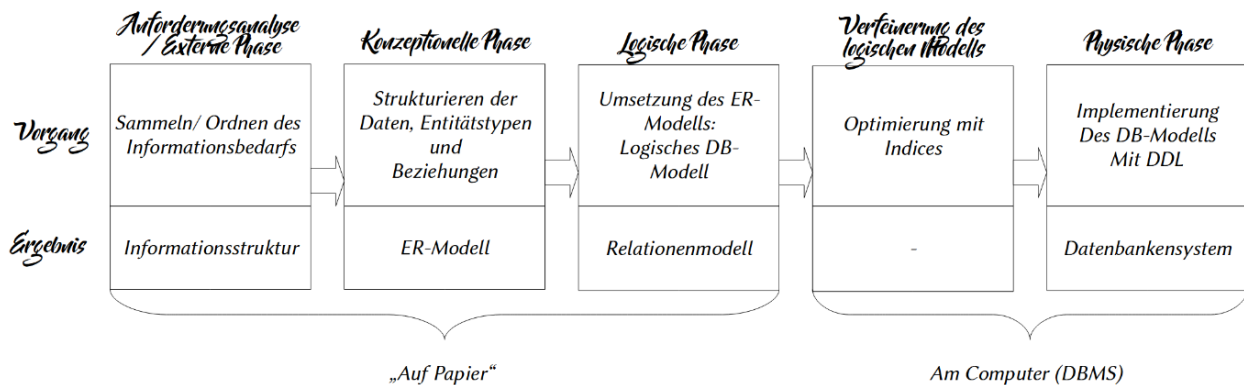 Anforderungsanalyse
/ Externe Phase
Konzeptionelle Phase
Logische Phase
Verfeinerung des
logischen Modells
Physische Phase
Vorgang
Sammeln/ Ordnen des
Informationsbedarfs
Strukturieren der
Daten, Entitätstypen
und
Beziehungen
Umsetzung des ER-
Modells:
Logisches DB-
Modell
Optimierung mit
Indices
Implementierung
Des DB-Modells
Mit DDL
Ergebnis
Informationsstruktur
ER-Modell
Relationenmodell
-
Datenbankensystem
„Auf Papier“
Am Computer (DBMS)